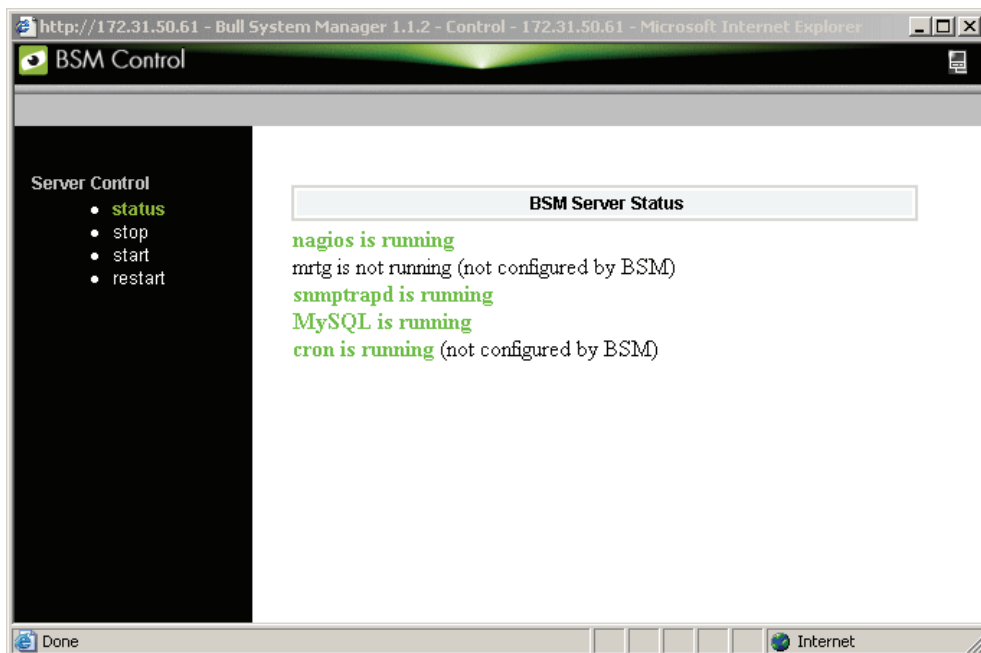 http://172.31.50.61 - Bull System Manager 1.1.2 - Control - 172.31.50.61 - Microsoft Internet Explorer
BSM Control
Server Control
status
stop
start
restart
BSM Server Status
nagios is running
mrtg is not running (not configured by BSM)
snmptrapd is running
MySQL is running
cron is running (not configured by BSM)
Done
Internet